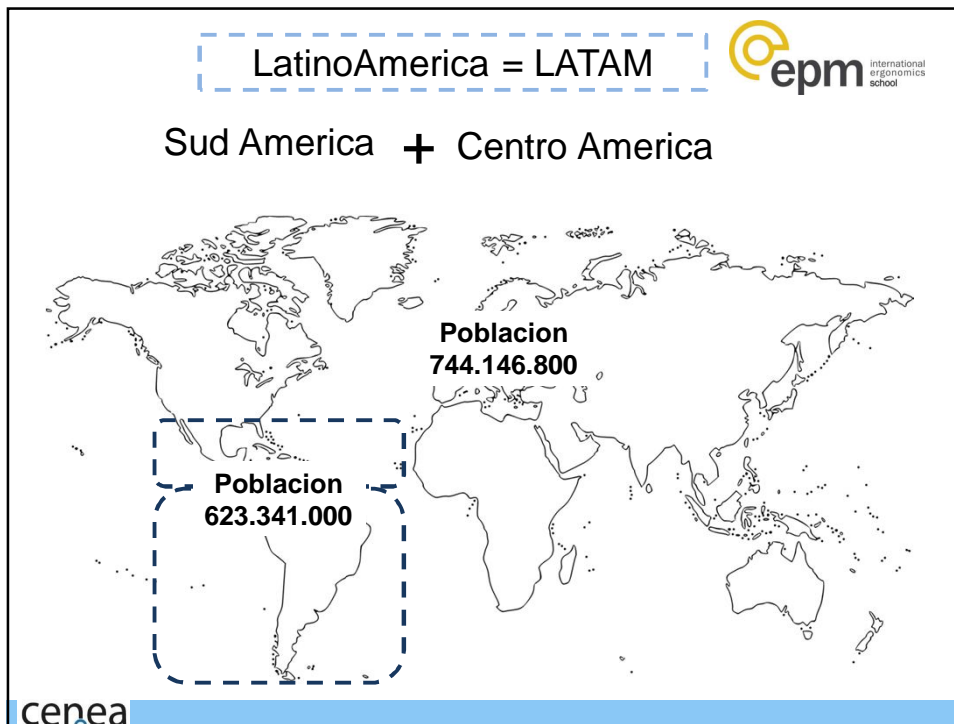 LatinoAmerica = LATAM
epm international
ergonomics
school
Sud America + Centro America
Poblacion
744.146.800
Poblacion
623.341.000
cenea